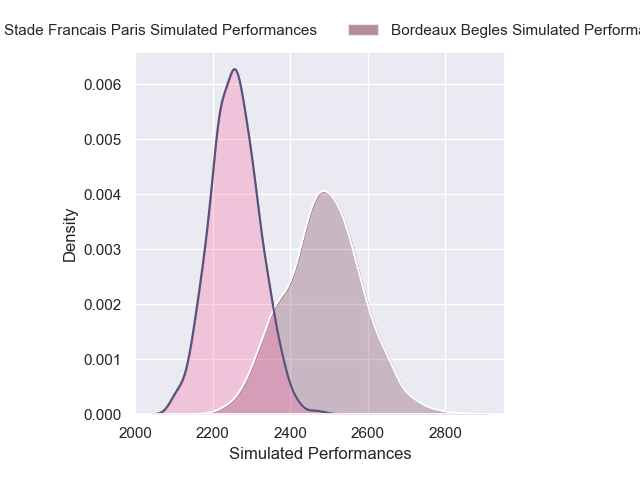 Stade Francais Paris Simulated Performances
Bordeaux Begles Simulated Performa
0.006
0.005
0.004
0.003
0.002
0.001
0.000
Density
2000 2200 2400 2600 2800
Simulated Performances